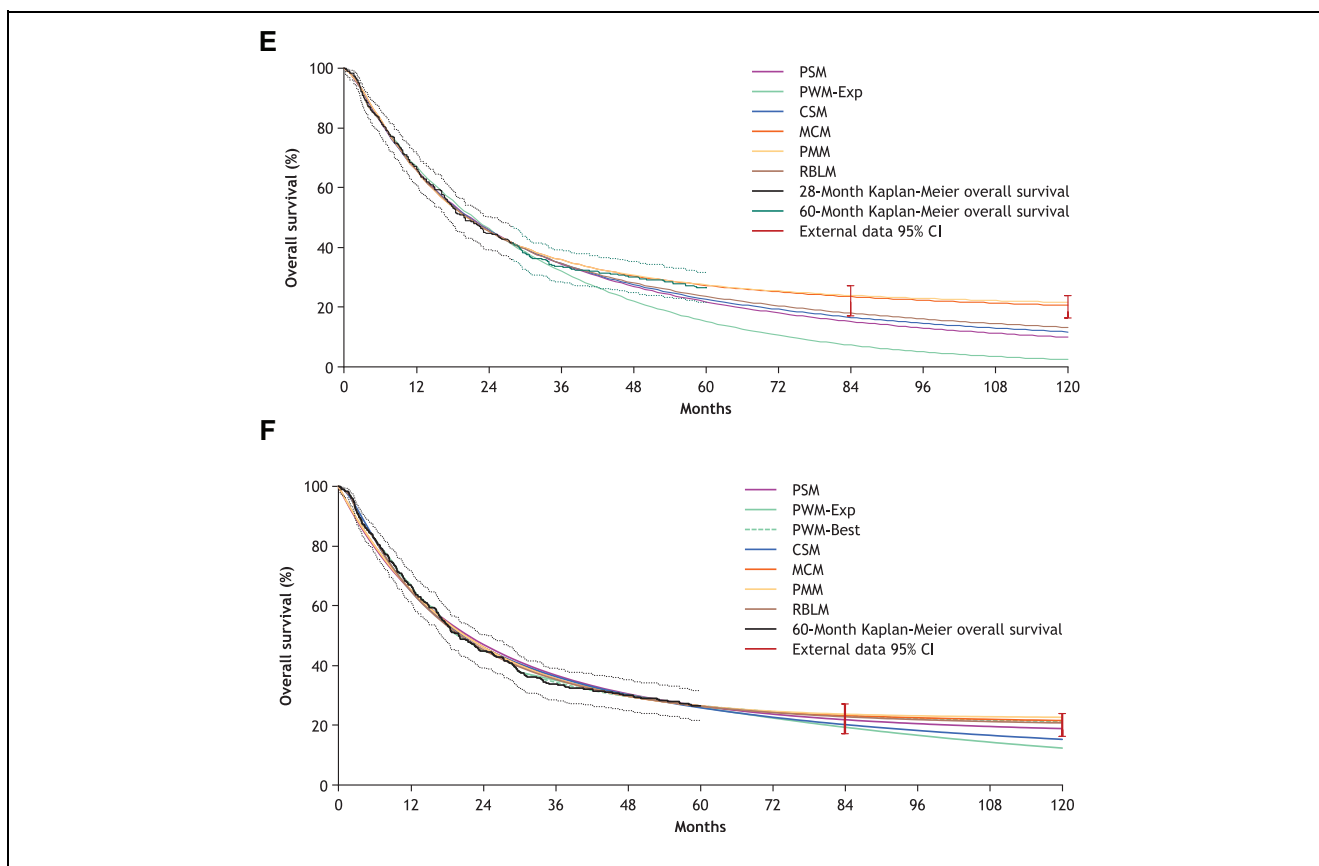 E
100
80
60
40
20
0
Overall survival (%)
0 12 24 36 48 60 72 84 96 108 120
Months
PSM
PWM-Exp
CSM
MCM
PMM
RBLM
28-Month Kaplan-Meier overall survival
60-Month Kaplan-Meier overall survival
External data 95% CI
F
100
80
60
40
20
0
Overall survival (%)
0 12 24 36 48 60 72 84 96 108 120
Months
PSM
PWM-Exp
PWM-Best
CSM
MCM
PMM
RBLM
60-Month Kaplan-Meier overall survival
External data 95% CI